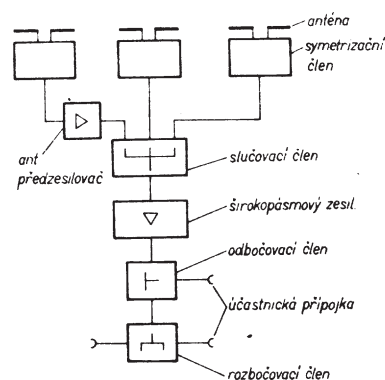 anténa
symetrizační
člen
ant
předzesilovač
slučovací člen
širokopásmový zesil.
odbočovací člen
účastnická přípojka
rozbočovací člen